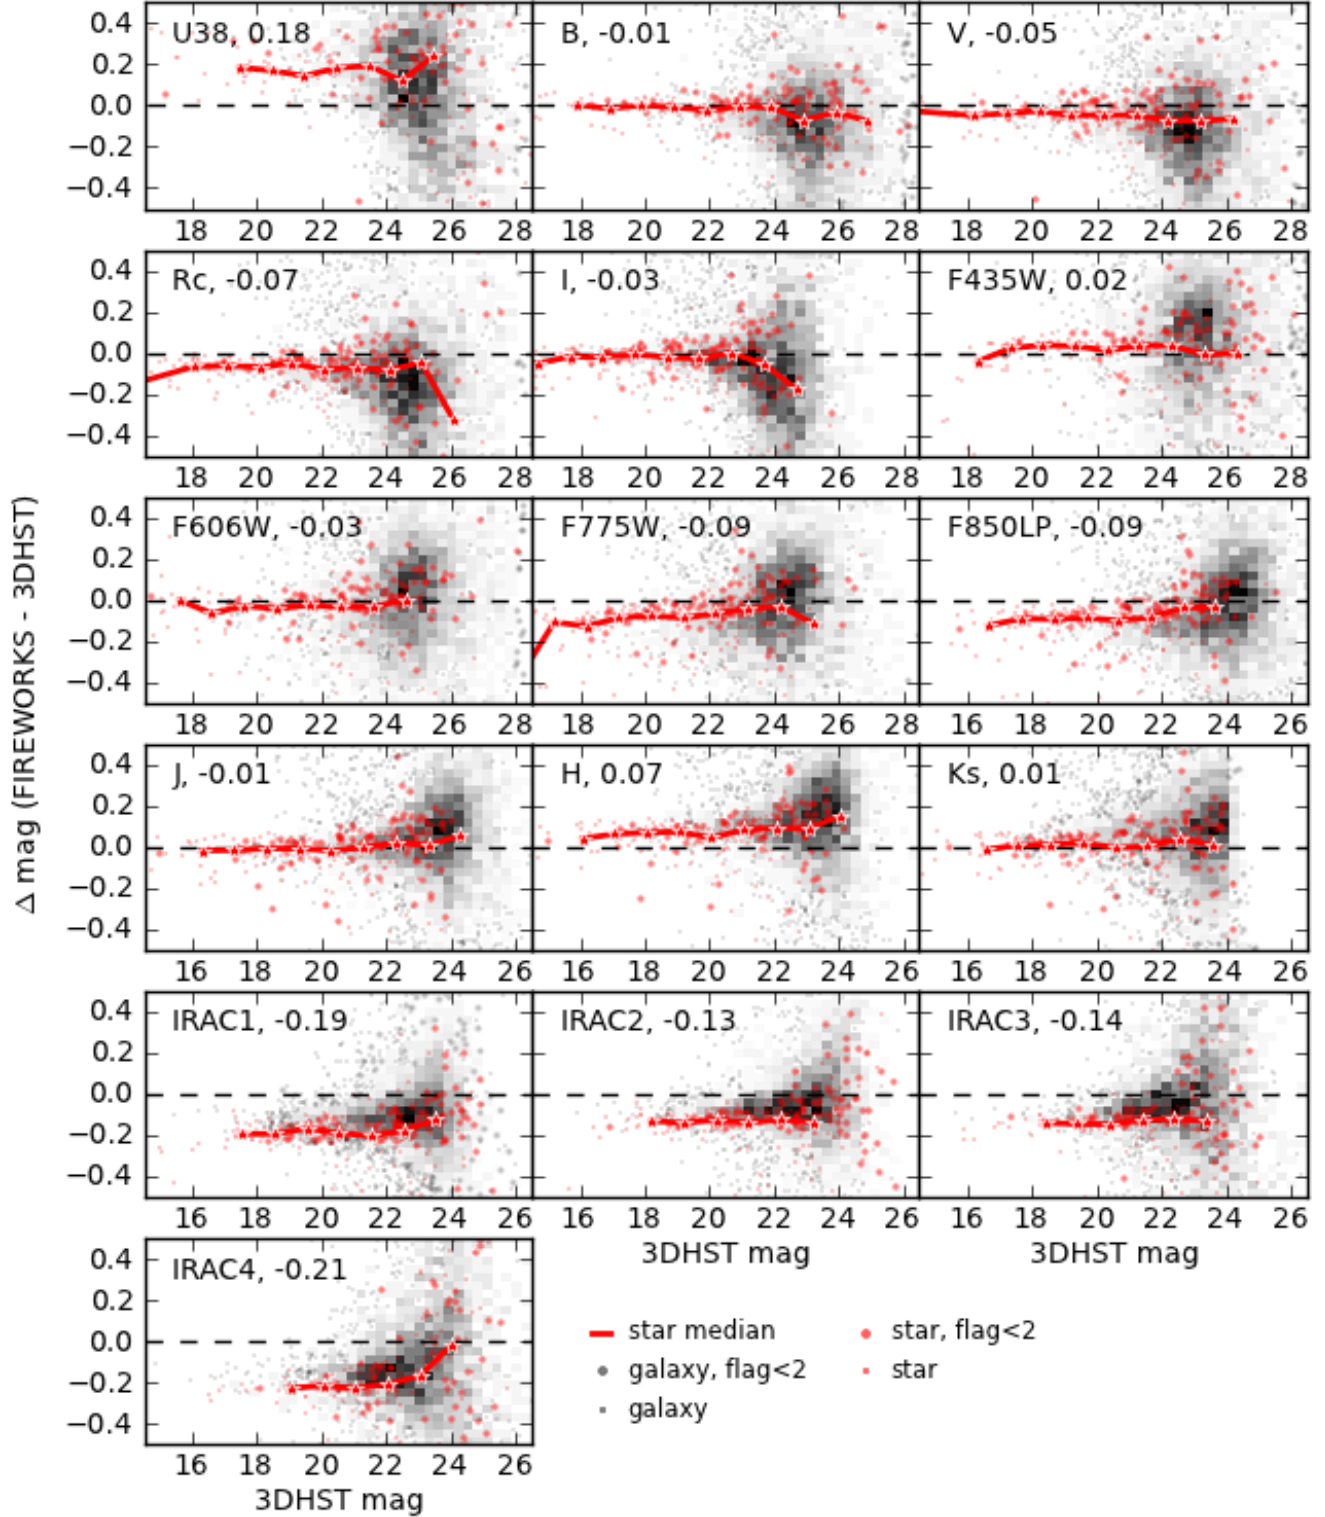 U38, 0.18
B, -0.01
V, -0.05
0.4
0.2
0.0
−0.2
−0.4
18 20 22 24 26 28 18 20 22 24 26 28 18 20 22 24 26 28
Rc, -0.07
I, -0.03
F435W, 0.02
0.4
0.2
0.0
−0.2
−0.4
18 20 22 24 26 28 18 20 22 24 26 28 18 20 22 24 26 28
Δ mag (FIREWORKS - 3DHST)
F606W, -0.03
F775W, -0.09
F850LP, -0.09
0.4
0.2
0.0
−0.2
−0.4
18 20 22 24 26 28 18 20 22 24 26 28 18 20 22 24 26 28
J, -0.01
H, 0.07
Ks, 0.01
0.4
0.2
0.0
−0.2
−0.4
16 18 20 22 24 26 16 18 20 22 24 26 16 18 20 22 24 26
IRAC1, -0.19
IRAC2, -0.13
IRAC3, -0.14
0.4
0.2
0.0
−0.2
−0.4
16 18 20 22 24 26 16 18 20 22 24 26 16 18 20 22 24 26
3DHST mag
3DHST mag
IRAC4, -0.21
0.4
0.2
0.0
−0.2
−0.4
16 18 20 22 24 26
3DHST mag
star median
galaxy, flag<2
galaxy
star, flag<2
star